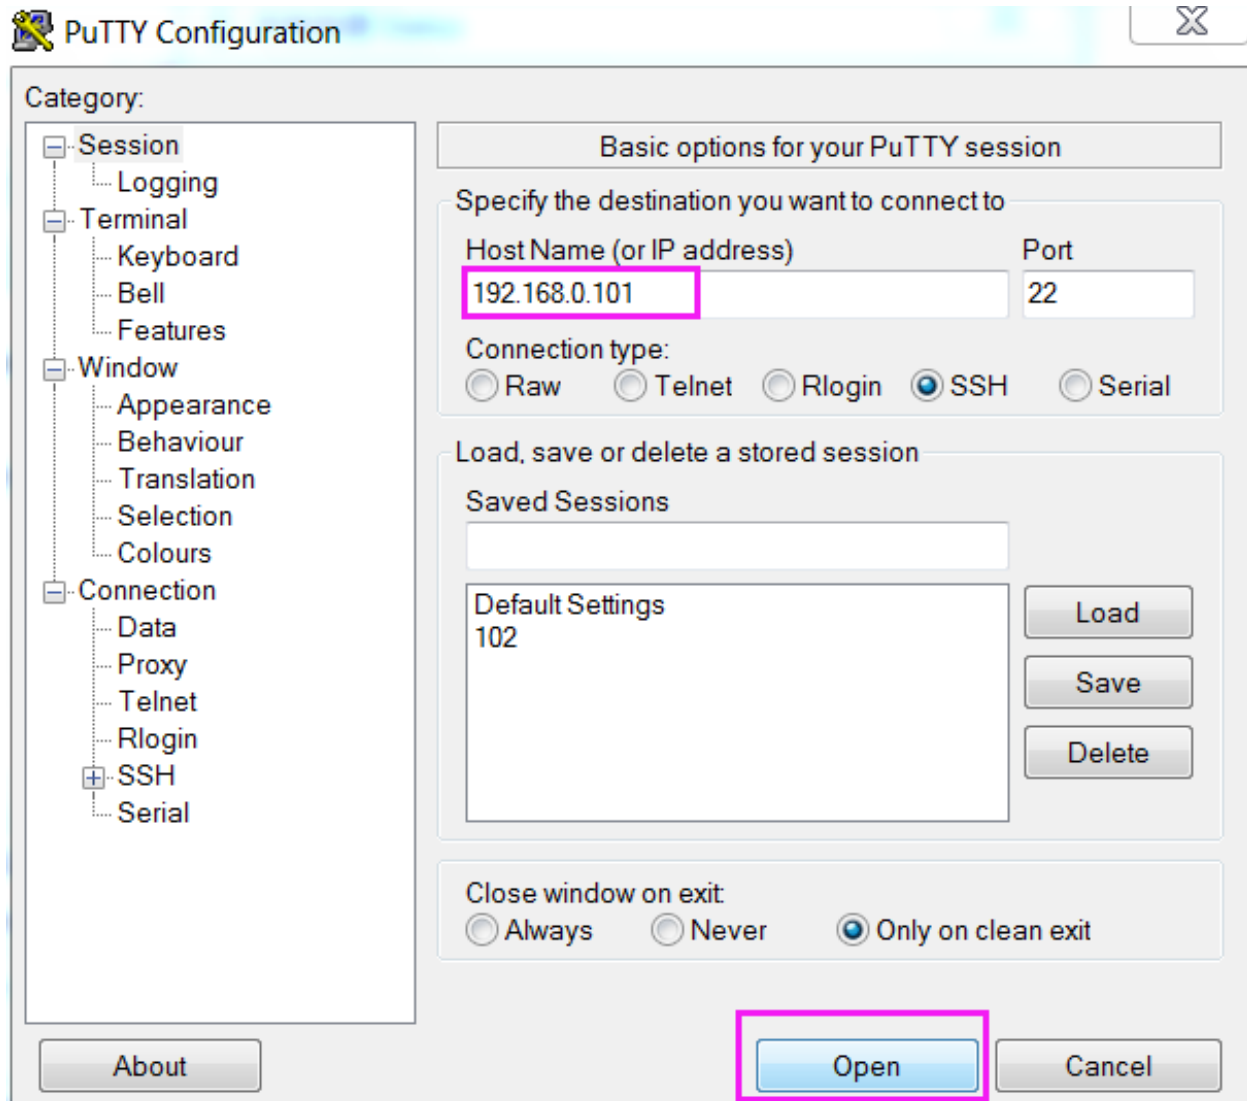 PuTTY Configuration
Category:
Session
Logging
Terminal
Keyboard
Bell
Features
Window
Appearance
Behaviour
Translation
Selection
Colours
Connection
Data
Proxy
Telnet
Rlogin
SSH
Serial
Basic options for your PuTTY session
Specify the destination you want to connect to
Host Name (or IP address) Port
192.168.0.101 22
Connection type:
Raw Telnet Rlogin SSH Serial
Load, save or delete a stored session
Saved Sessions
Default Settings
102
Load
Save
Delete
Close window on exit:
Always Never Only on clean exit
About Open Cancel